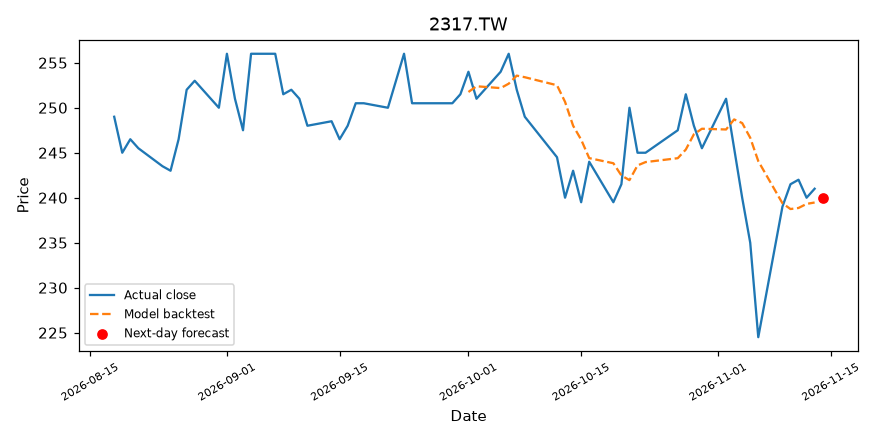 2317.TW
255
250
245
240
235
230
225
Price
Actual close
Model backtest
Next-day forecast
2026-08-15
2026-09-01
2026-09-15
2026-10-01
2026-10-15
2026-11-01
2026-11-15
Date